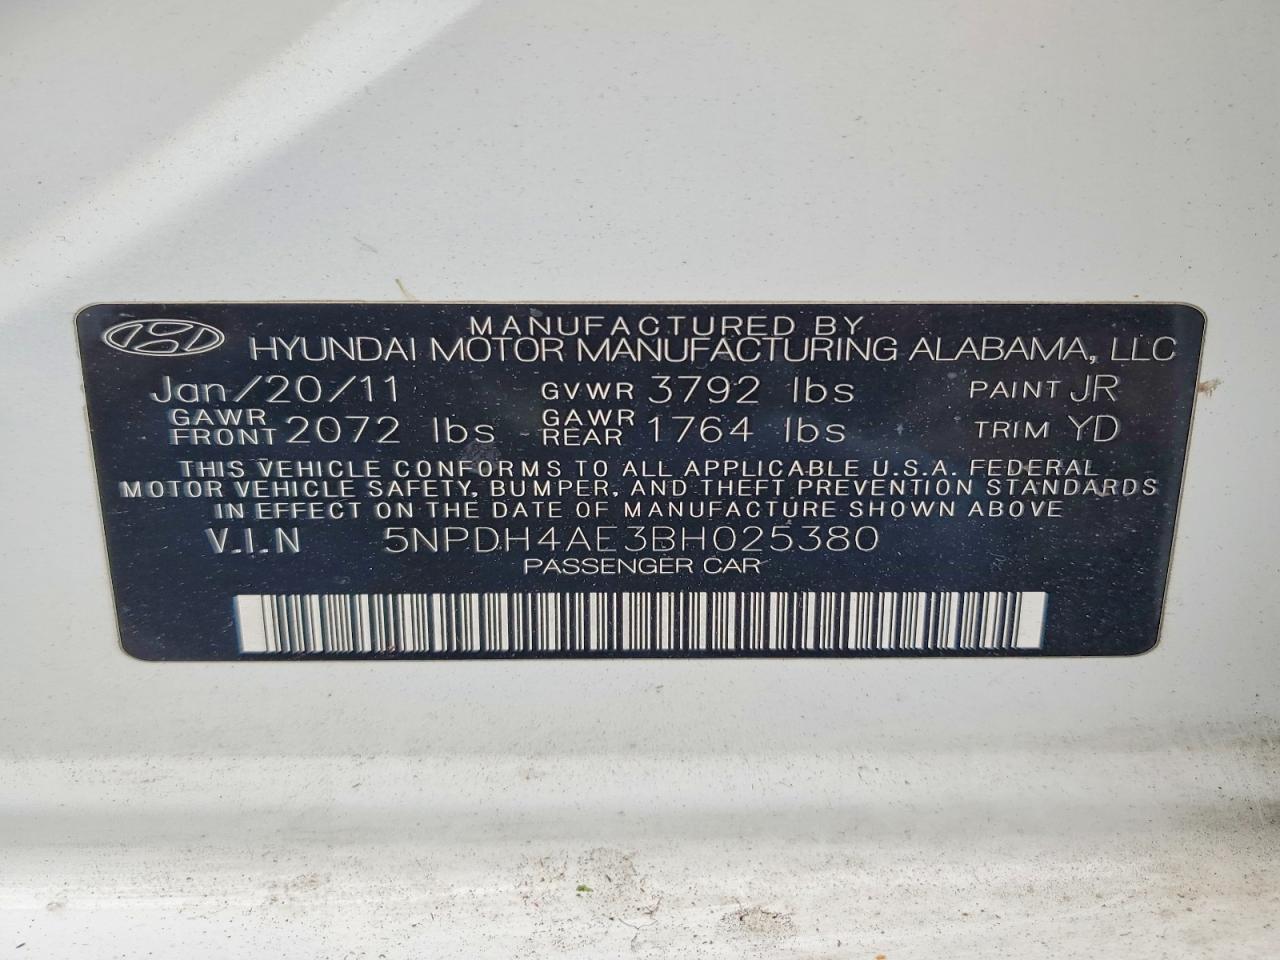 MANUFACTURED BY
HYUNDAI MOTOR MANUFACTURING ALABAMA, LLC
Jan/20/11 GVWR 3792 lbs PAINT JR
GAWR FRONT 2072 lbs GAWR REAR 1764 lbs TRIM YD
THIS VEHICLE CONFORMS TO ALL APPLICABLE U.S.A. FEDERAL
MOTOR VEHICLE SAFETY, BUMPER, AND THEFT PREVENTION STANDARDS
IN EFFECT ON THE DATE OF MANUFACTURE SHOWN ABOVE
V.I.N 5NPDH4AE3BH025380
PASSENGER CAR